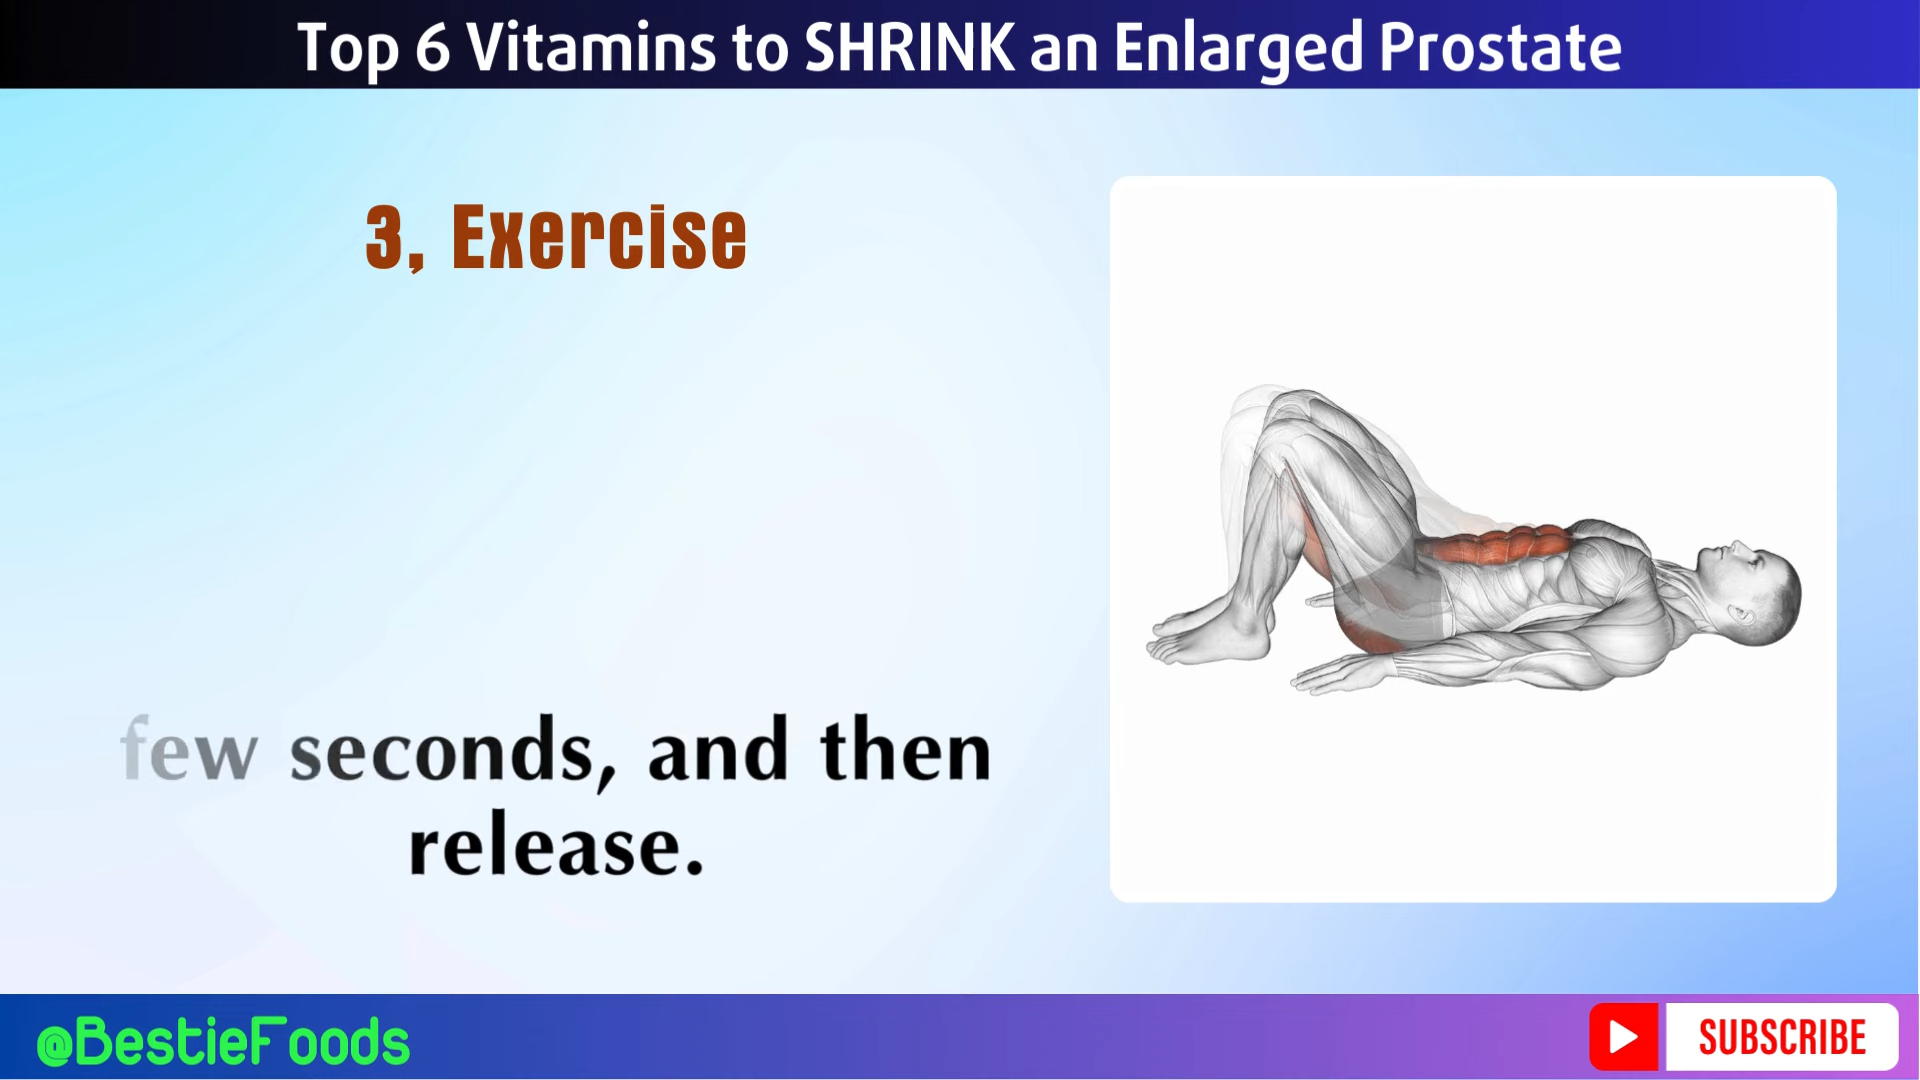 Top 6 Vitamins to SHRINK an Enlarged Prostate
3, Exercise
few seconds, and then
release.
@BestieFoods
SUBSCRIBE